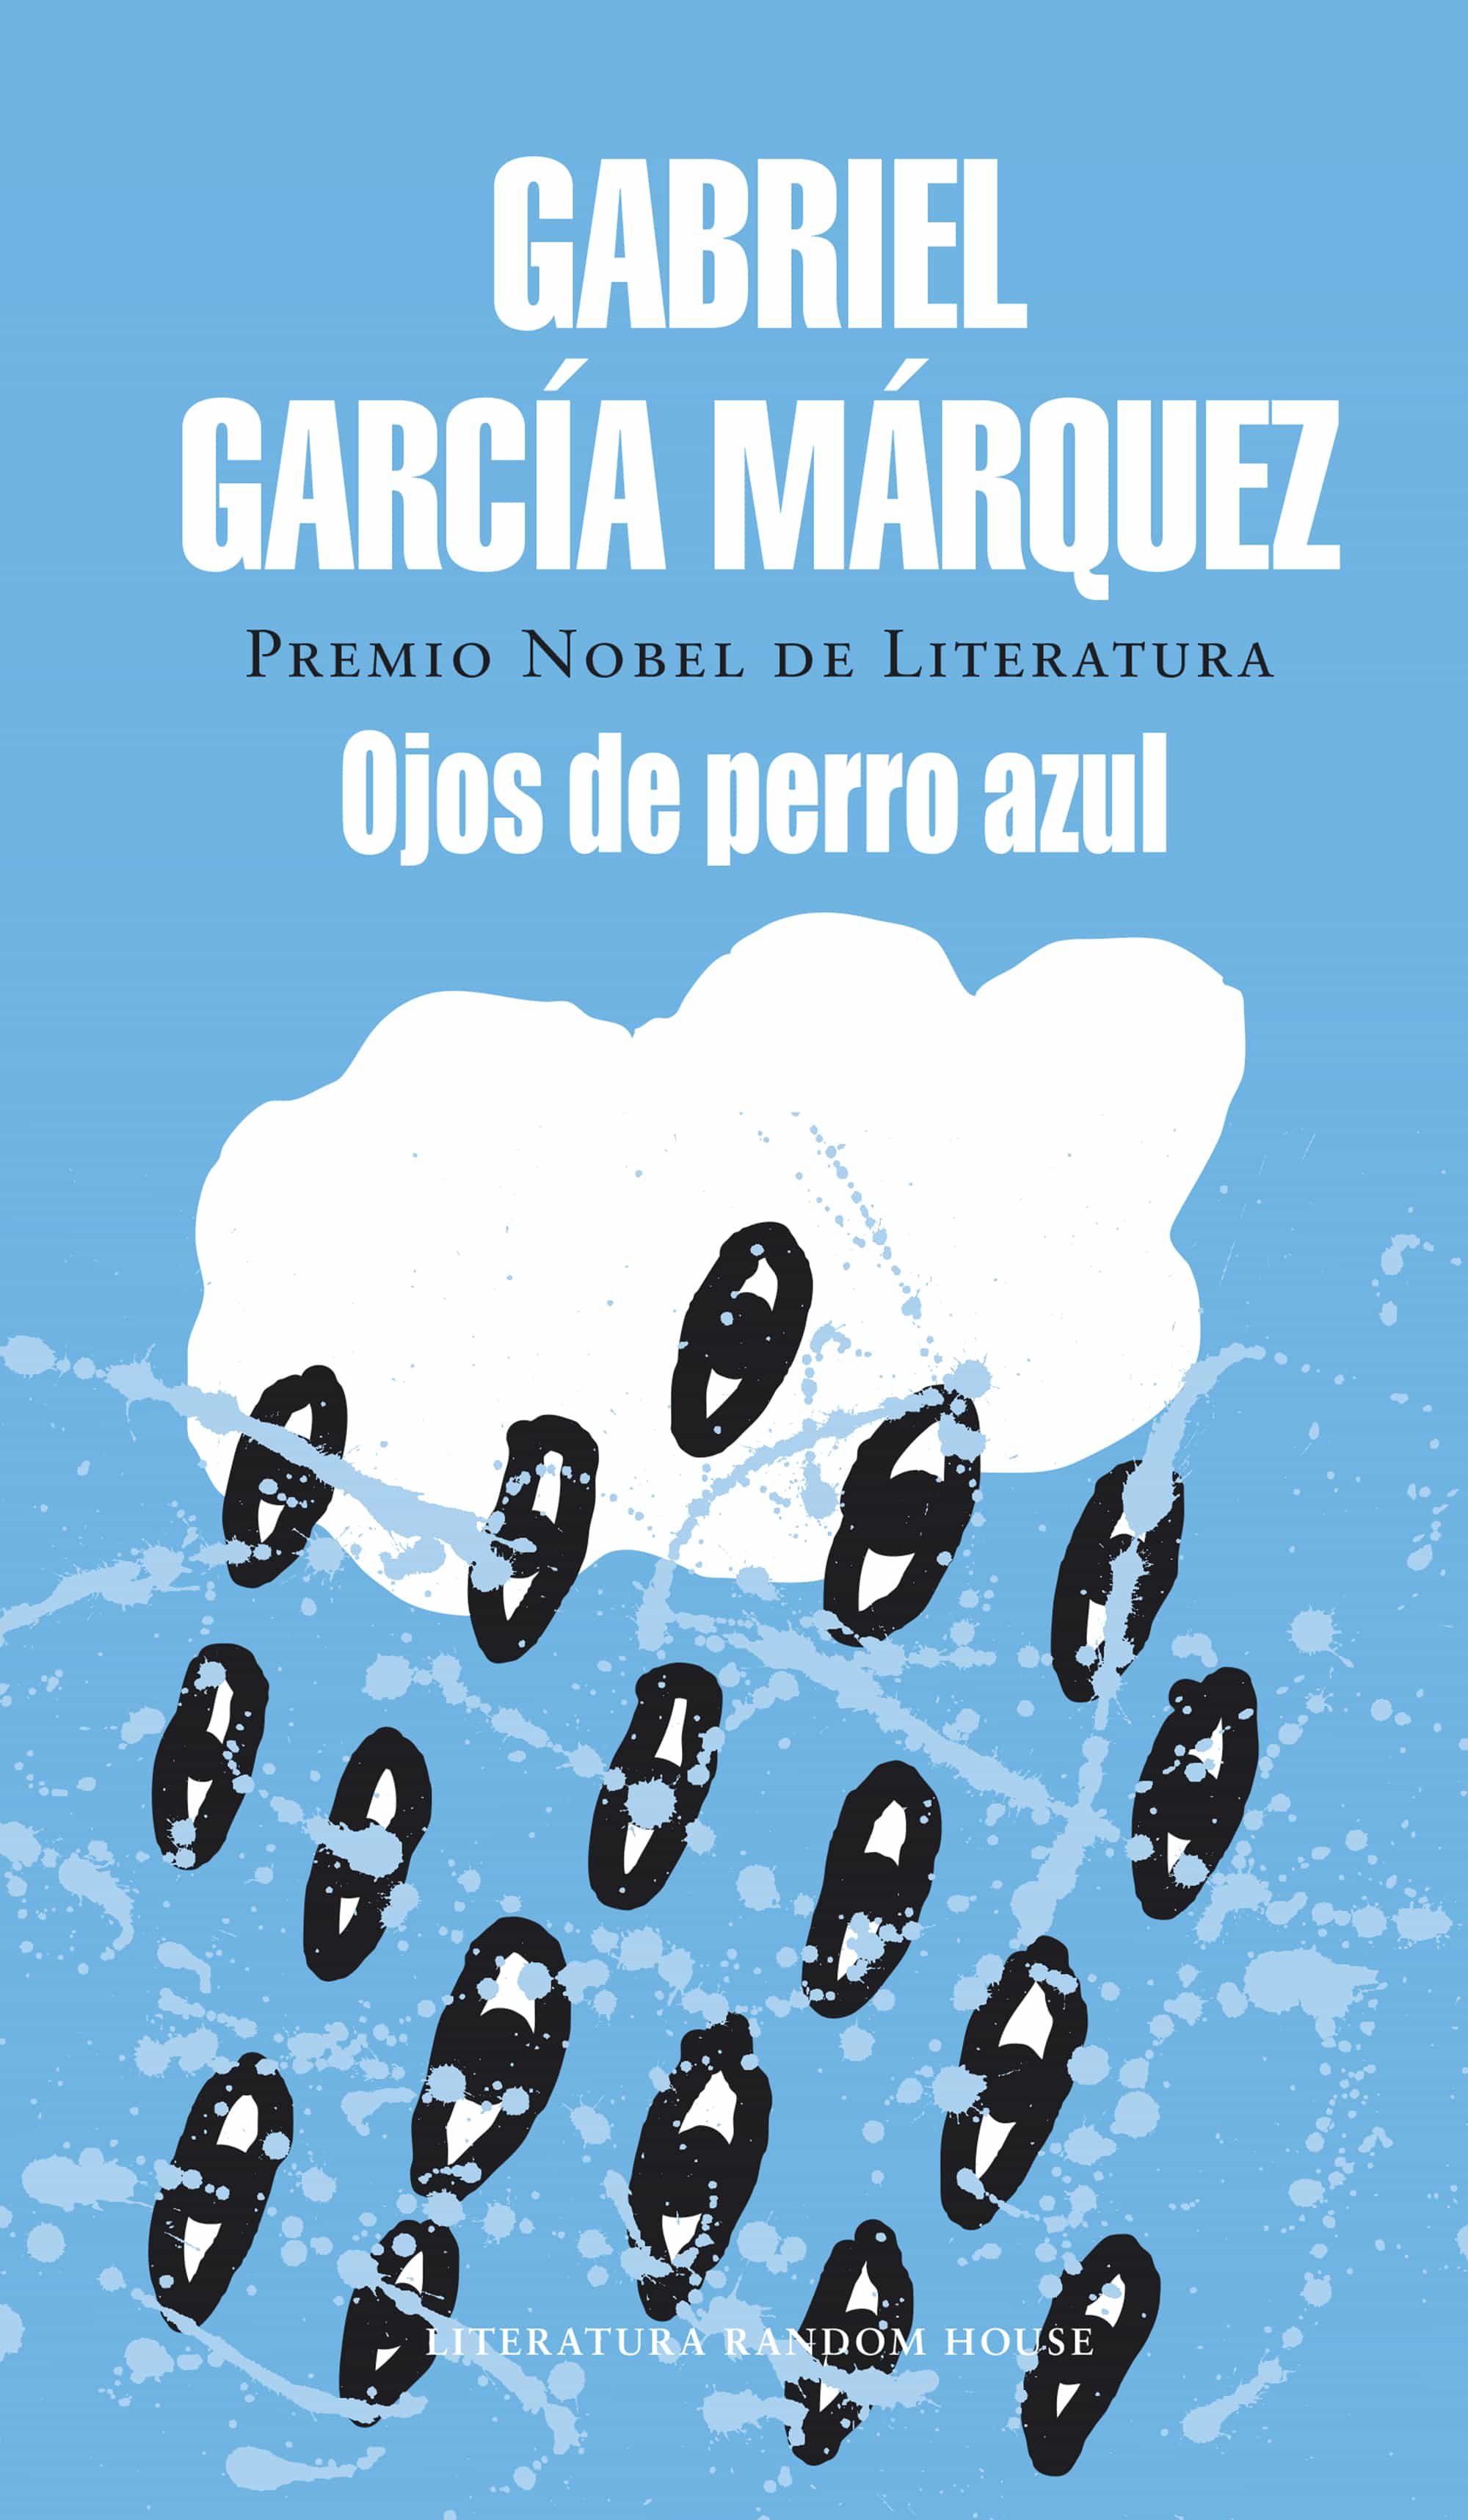 GABRIEL
GARCÍA MÁRQUEZ
PREMIO NOBEL DE LITERATURA
Ojos de perro azul
LITERATURA RANDOM HOUSE